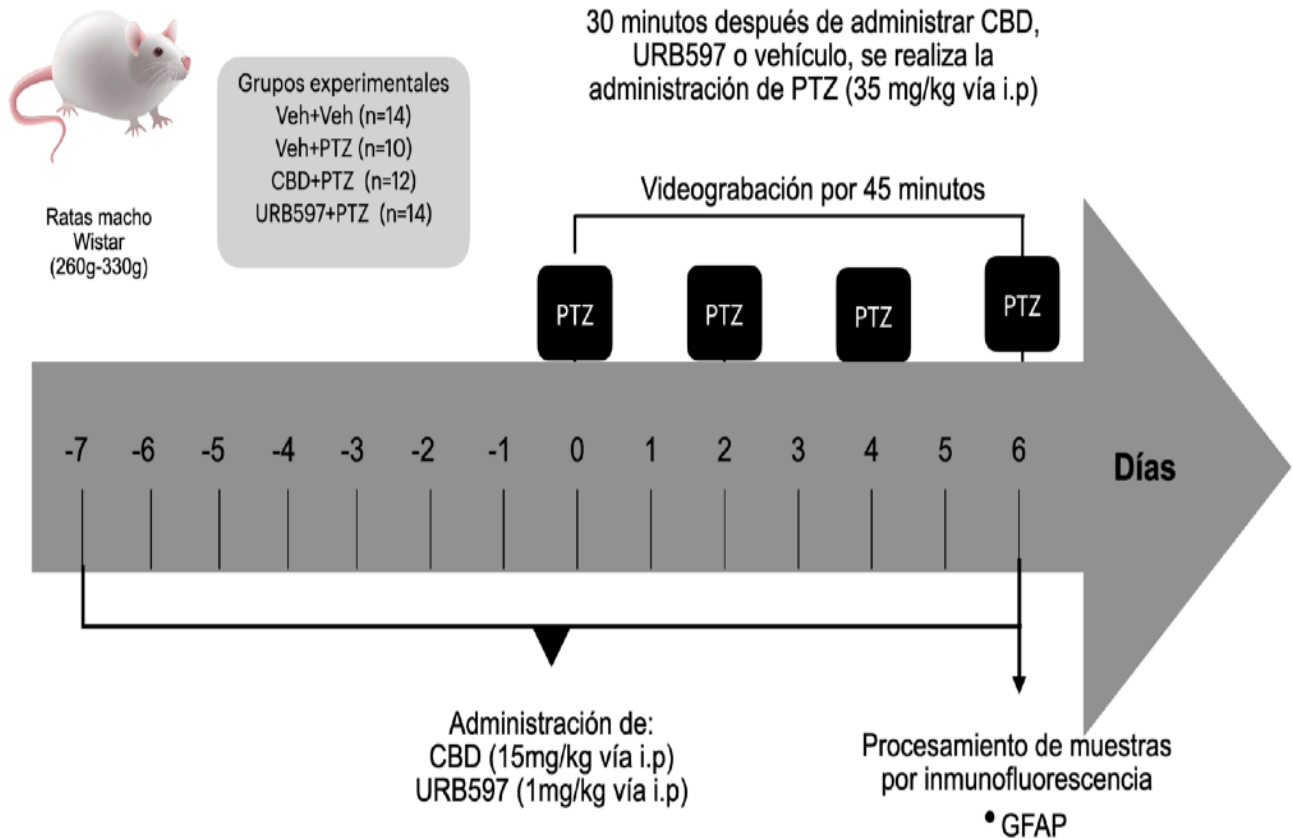 30 minutos después de administrar CBD,
URB597 o vehículo, se realiza la
administración de PTZ (35 mg/kg vía i.p)
Grupos experimentales
Veh+Veh (n=14)
Veh+PTZ (n=10)
CBD+PTZ (n=12)
URB597+PTZ (n=14)
Ratas macho
Wistar
(260g-330g)
Videograbación por 45 minutos
PTZ PTZ PTZ PTZ
-7 -6 -5 -4 -3 -2 -1 0 1 2 3 4 5 6
Días
Administración de:
CBD (15mg/kg vía i.p)
URB597 (1mg/kg vía i.p)
Procesamiento de muestras
por inmunofluorescencia
• GFAP